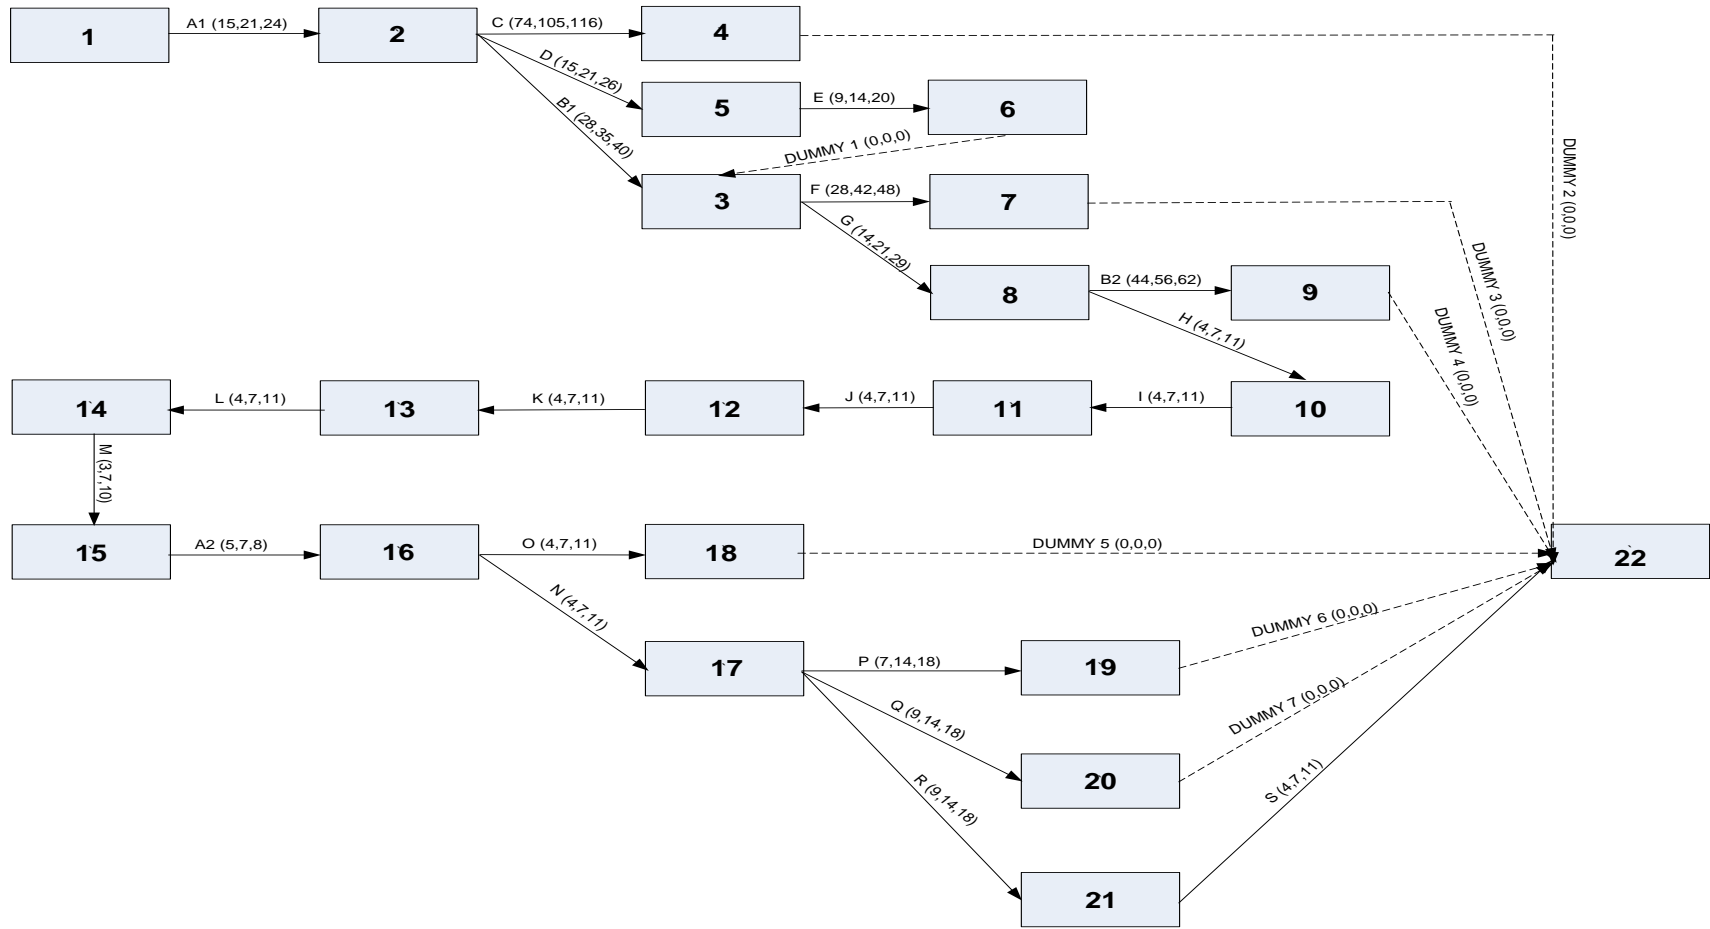 1
A1 (15,21,24)
2
C (74,105,116)
4
D (15,21,26)
B1 (28,35,40)
5
E (9,14,20)
6
DUMMY 1 (0,0,0)
DUMMY 2 (0,0,0)
3
F (28,42,48)
7
G (14,21,29)
DUMMY 3 (0,0,0)
8
B2 (44,56,62)
9
H (4,7,11)
DUMMY 4 (0,0,0)
14
L (4,7,11)
13
K (4,7,11)
12
J (4,7,11)
11
I (4,7,11)
10
M (3,7,10)
15
A2 (5,7,8)
16
O (4,7,11)
18
DUMMY 5 (0,0,0)
22
N (4,7,11)
DUMMY 6 (0,0,0)
17
P (7,14,18)
19
Q (9,14,18)
DUMMY 7 (0,0,0)
20
R (9,14,18)
S (4,7,11)
21